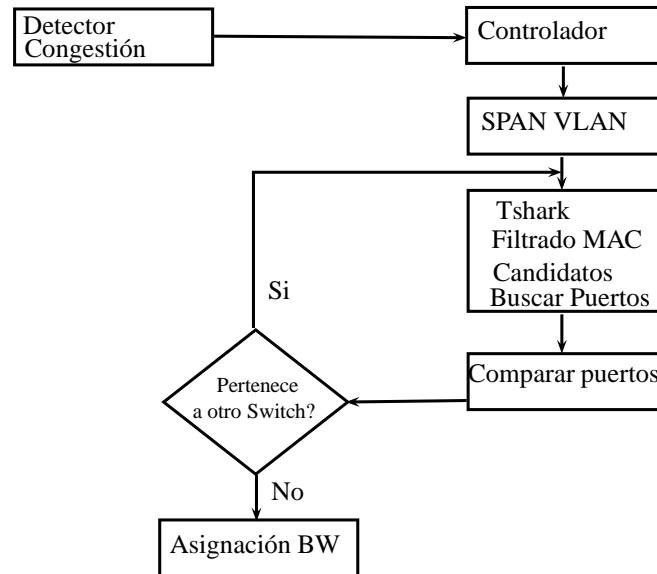 Detector
Congestión
Controlador
SPAN VLAN
Tshark
Filtrado MAC
Candidatos
Buscar Puertos
Si
Comparar puertos
Pertenece
a otro Switch?
No
Asignación BW